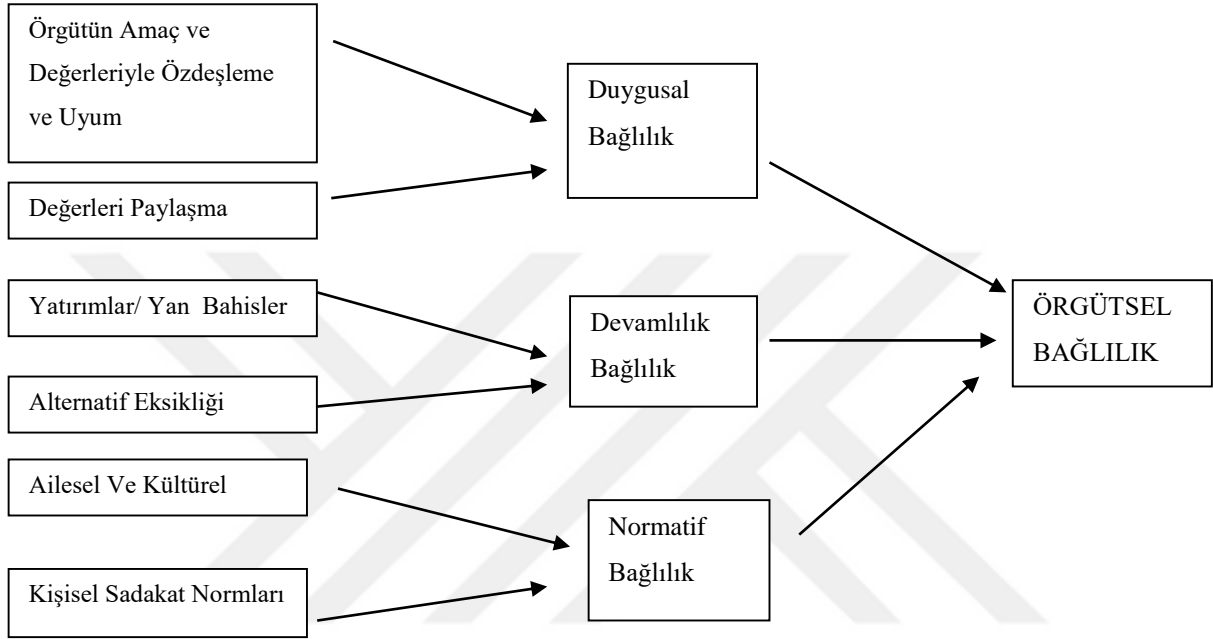 Örgütün Amaç ve
Değerleriyle Özdeşleme
ve Uyum
Değerleri Paylaşma
Yatırımlar/ Yan Bahisler
Alternatif Eksikliği
Ailesel Ve Kültürel
Kişisel Sadakat Normları
Duygusal
Bağlılık
Devamlılık
Bağlılık
Normatif
Bağlılık
ÖRGÜTSEL
BAĞLILIK